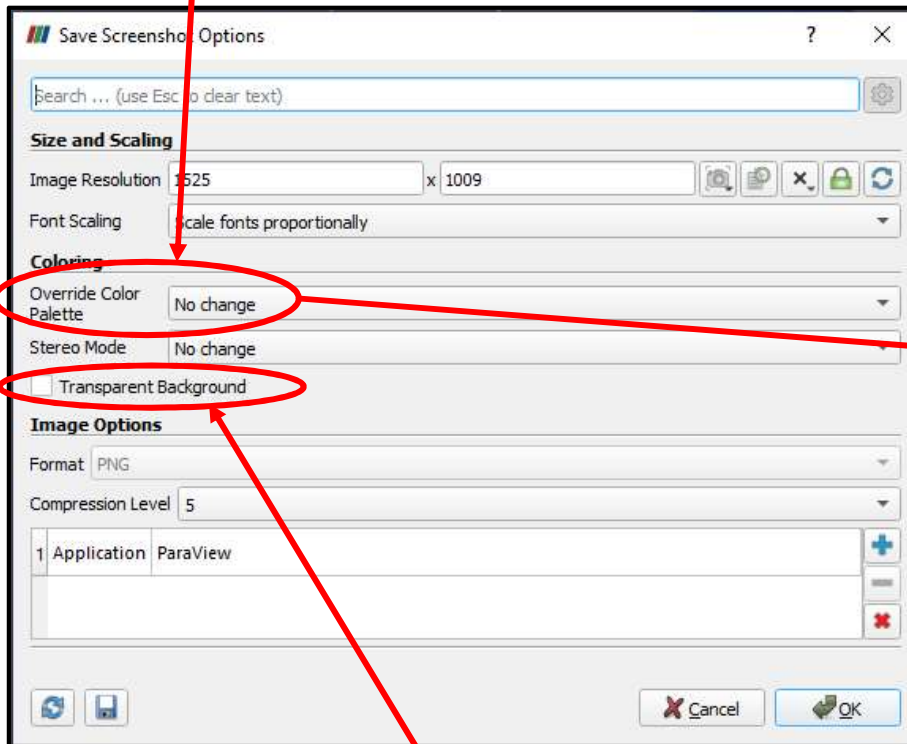 Save Screenshot Options ?
Search ... (use Esc to clear text)
Size and Scaling
Image Resolution 1525 x 1009
Font Scaling Scale fonts proportionally
Coloring
Override Color
Palette
No change
Stereo Mode No change
Transparent Background
Image Options
Format PNG
Compression Level 5
1 Application ParaView
Cancel OK